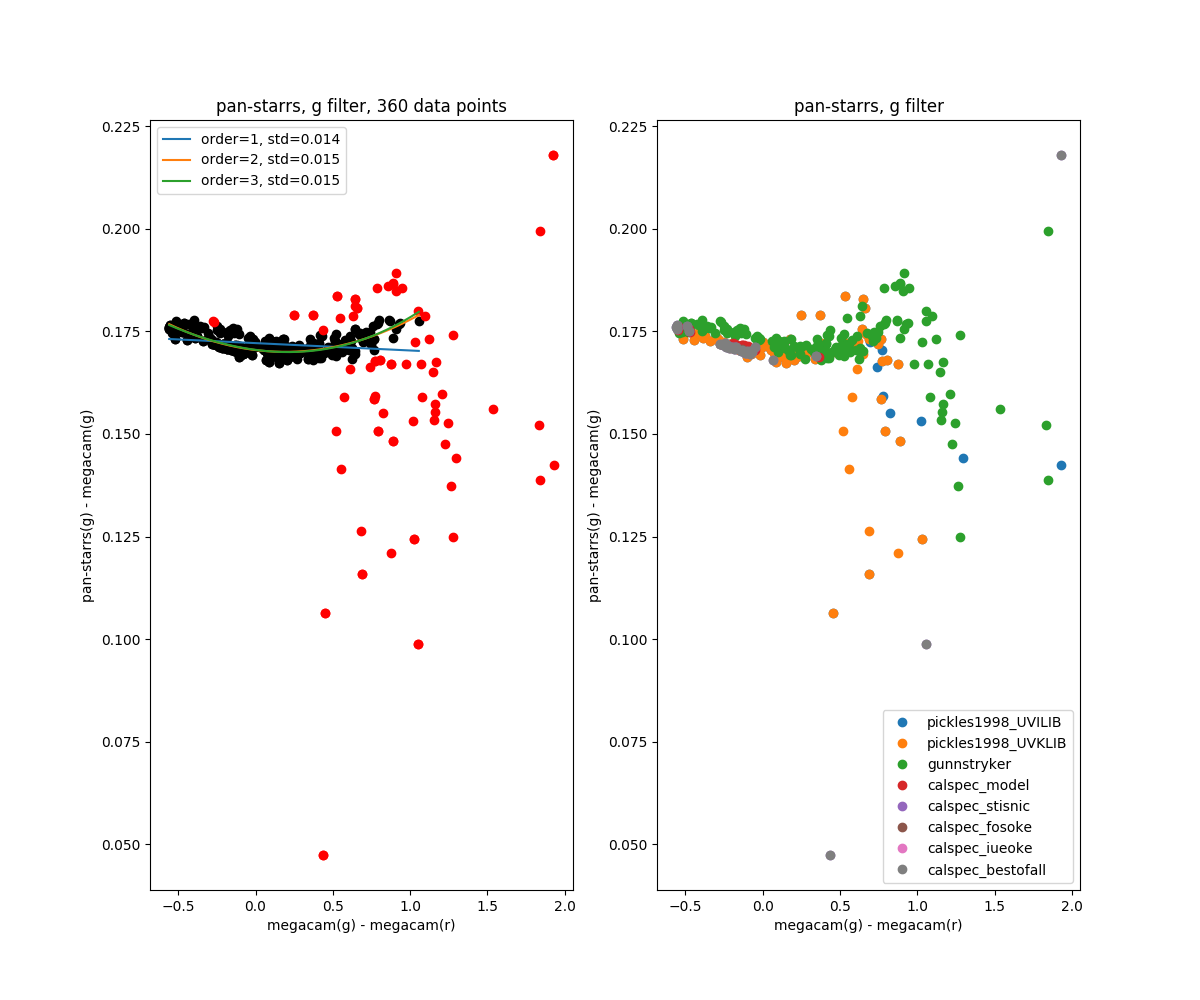 pan-starrs, g filter, 360 data points
order=1, std=0.014
order=2, std=0.015
order=3, std=0.015
0.225
0.200
0.175
0.150
0.125
0.100
0.075
0.050
pan-starrs(g) - megacam(g)
−0.5 0.0 0.5 1.0 1.5 2.0
megacam(g) - megacam(r)
pan-starrs, g filter
0.225
0.200
0.175
0.150
0.125
0.100
0.075
0.050
pan-starrs(g) - megacam(g)
pickles1998_UVILIB
pickles1998_UVKLIB
gunnstryker
calspec_model
calspec_stisnic
calspec_fosoke
calspec_iueoke
calspec_bestofall
−0.5 0.0 0.5 1.0 1.5 2.0
megacam(g) - megacam(r)